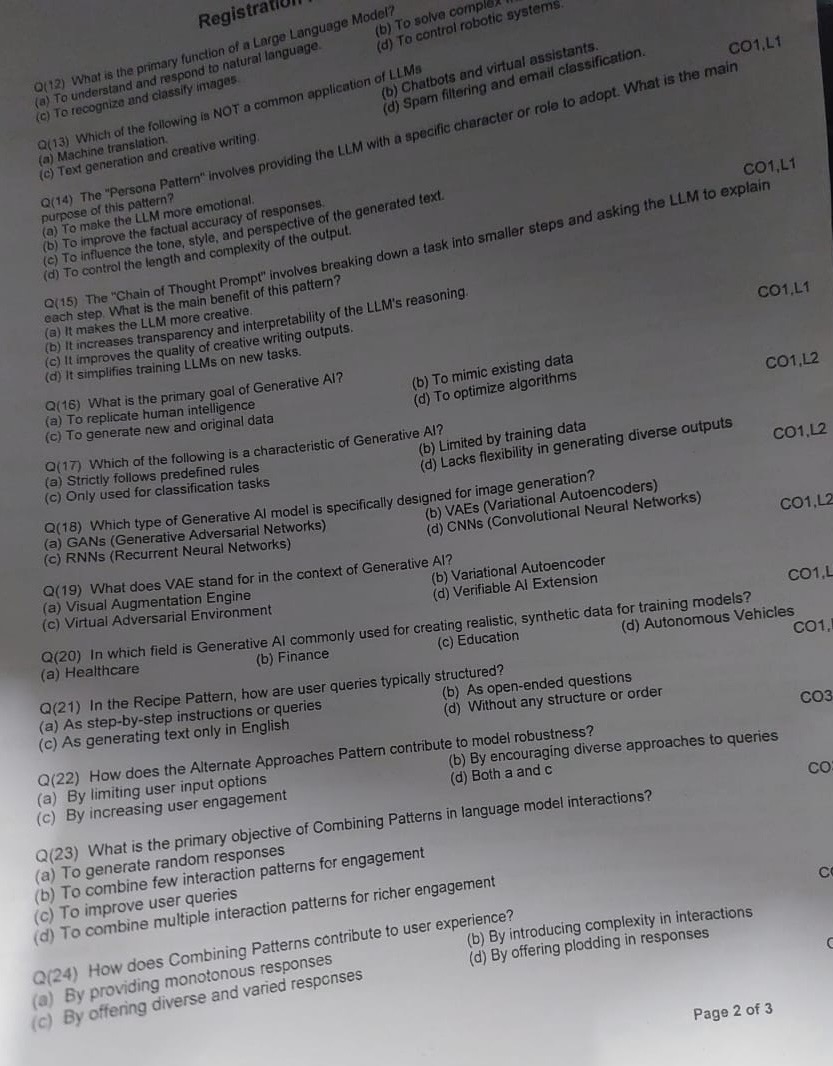 Registration
Q(12) What is the primary function of a Large Language Model?
(a) To understand and respond to natural language. (b) To solve complex
(c) To recognize and classify images (d) To control robotic systems.
CO1,L1
Q(13) Which of the following is NOT a common application of LLMs
(a) Machine translation. (b) Chatbots and virtual assistants.
(c) Text generation and creative writing. (d) Spam filtering and email classification.
Q(14) The "Persona Pattern" involves providing the LLM with a specific character or role to adopt. What is the main
purpose of this pattern?
(a) To make the LLM more emotional.
(b) To improve the factual accuracy of responses.
(c) To influence the tone, style, and perspective of the generated text.
(d) To control the length and complexity of the output.
CO1,L1
Q(15) The "Chain of Thought Prompt" involves breaking down a task into smaller steps and asking the LLM to explain
each step. What is the main benefit of this pattern?
(a) It makes the LLM more creative.
(b) It increases transparency and interpretability of the LLM's reasoning.
(c) It improves the quality of creative writing outputs.
(d) It simplifies training LLMs on new tasks.
CO1,L1
Q(16) What is the primary goal of Generative AI?
(a) To replicate human intelligence (b) To mimic existing data
(c) To generate new and original data (d) To optimize algorithms
CO1,L2
Q(17) Which of the following is a characteristic of Generative AI?
(a) Strictly follows predefined rules (b) Limited by training data
(c) Only used for classification tasks (d) Lacks flexibility in generating diverse outputs
CO1,L2
Q(18) Which type of Generative AI model is specifically designed for image generation?
(a) GANs (Generative Adversarial Networks) (b) VAEs (Variational Autoencoders)
(c) RNNs (Recurrent Neural Networks) (d) CNNs (Convolutional Neural Networks)
CO1,L2
Q(19) What does VAE stand for in the context of Generative AI?
(a) Visual Augmentation Engine (b) Variational Autoencoder
(c) Virtual Adversarial Environment (d) Verifiable AI Extension
CO1,L
Q(20) In which field is Generative AI commonly used for creating realistic, synthetic data for training models?
(a) Healthcare (b) Finance (c) Education (d) Autonomous Vehicles
CO1,
Q(21) In the Recipe Pattern, how are user queries typically structured?
(a) As step-by-step instructions or queries (b) As open-ended questions
(c) As generating text only in English (d) Without any structure or order
CO3
Q(22) How does the Alternate Approaches Pattern contribute to model robustness?
(a) By limiting user input options (b) By encouraging diverse approaches to queries
(c) By increasing user engagement (d) Both a and c
CO
Q(23) What is the primary objective of Combining Patterns in language model interactions?
(a) To generate random responses
(b) To combine few interaction patterns for engagement
(c) To improve user queries
(d) To combine multiple interaction patterns for richer engagement
Q(24) How does Combining Patterns contribute to user experience?
(a) By providing monotonous responses (b) By introducing complexity in interactions
(c) By offering diverse and varied responses (d) By offering plodding in responses
Page 2 of 3